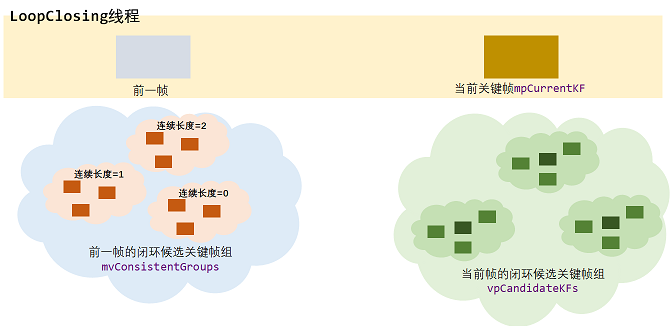 LoopClosing线程
前一帧
当前关键帧mpCurrentKF
连续长度=2
连续长度=1
连续长度=0
前一帧的闭环候选关键帧组
mvConsistentGroups
当前帧的闭环候选关键帧组
vpCandidateKFs